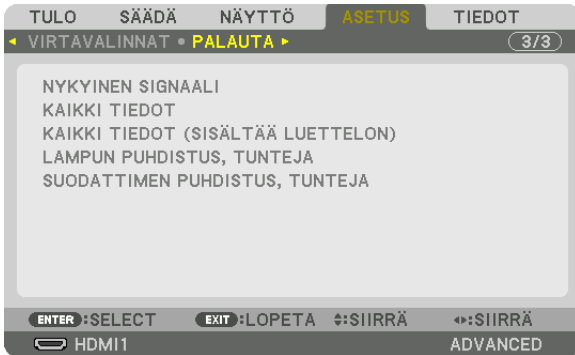 TULO SÄÄDÄ NÄYTTÖ ASETUS TIEDOT
VIRTAVALINNAT • PALAUTA 3/3
NYKYINEN SIGNAALI
KAIKKI TIEDOT
KAIKKI TIEDOT (SISÄLTÄÄ LUETTELON)
LAMPUN PUHDISTUS, TUNTEJA
SUODATTIMEN PUHDISTUS, TUNTEJA
ENTER :SELECT EXIT :LOPETA :SIIRRÄ :SIIRRÄ
HDMI1 ADVANCED